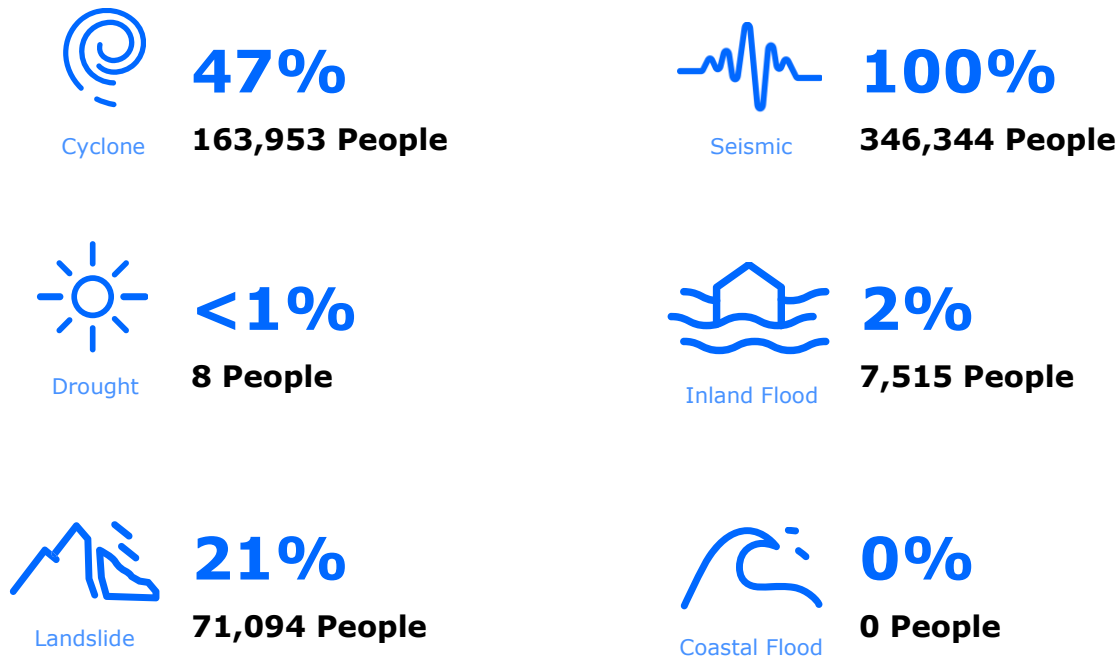 47%
163,953 People
Cyclone
100%
346,344 People
Seismic
<1%
8 People
Drought
2%
7,515 People
Inland Flood
21%
71,094 People
Landslide
0%
0 People
Coastal Flood